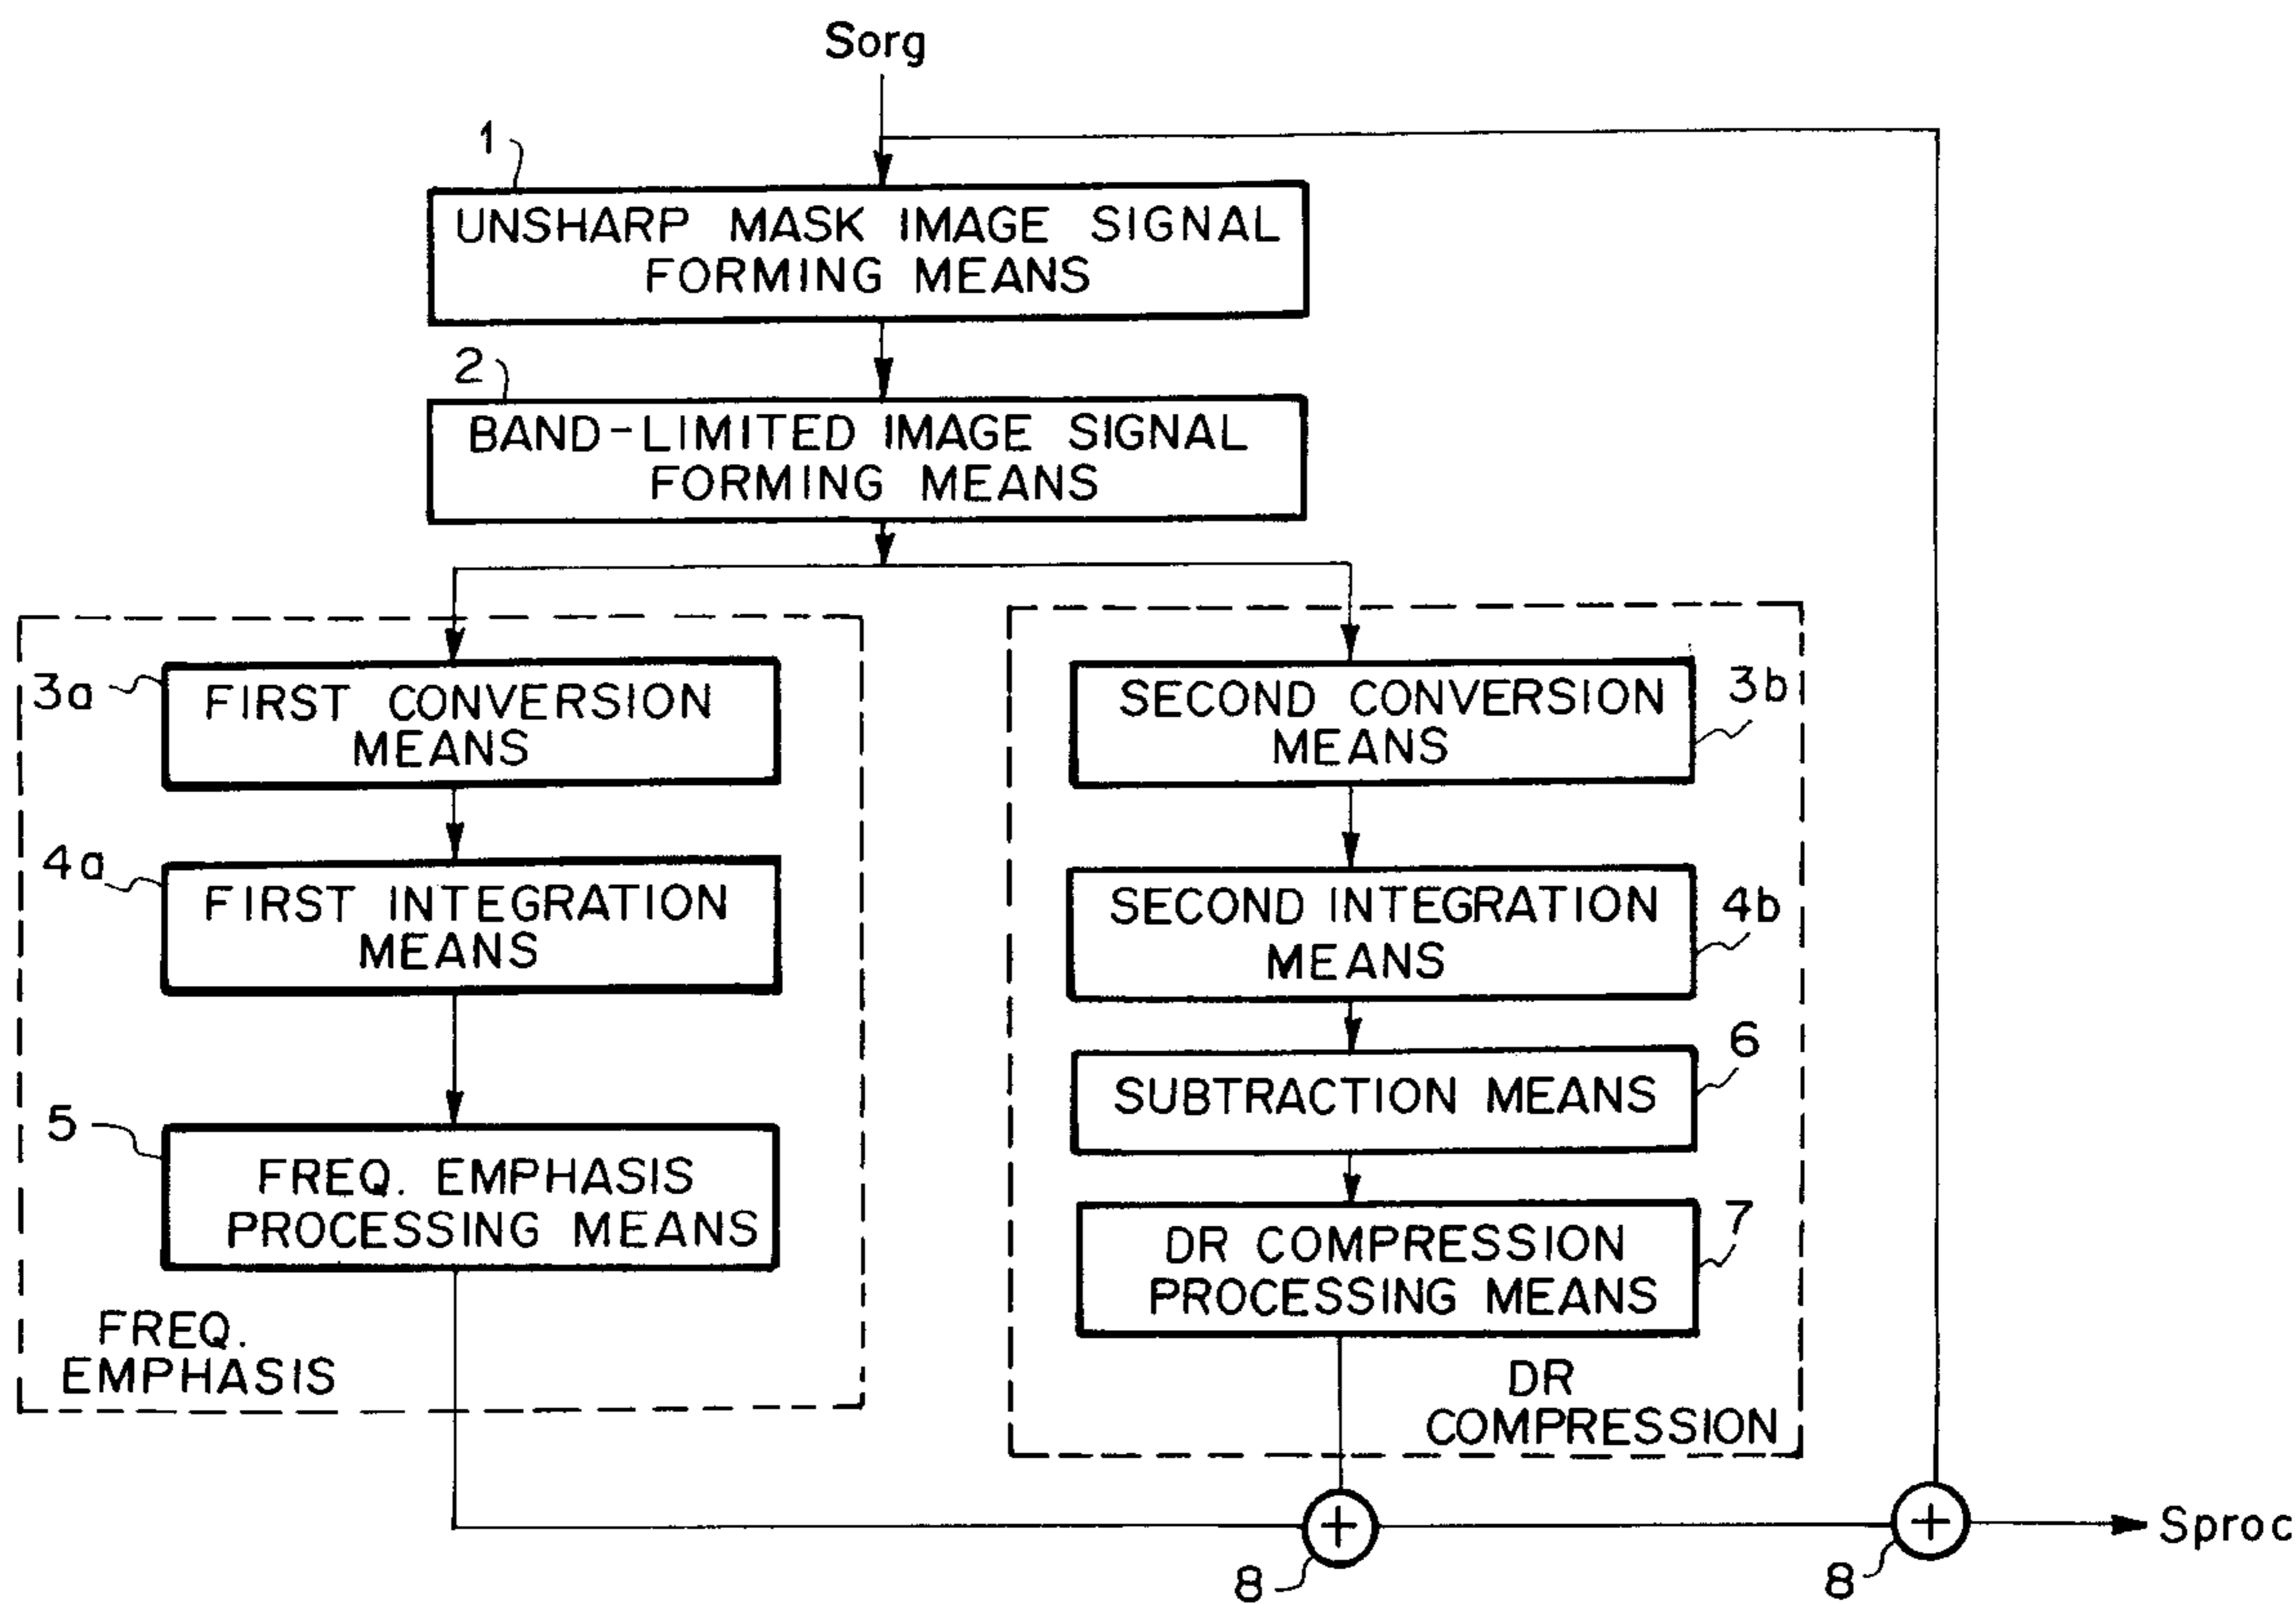 Sorg
1
UNSHARP MASK IMAGE SIGNAL
FORMING MEANS
2
BAND-LIMITED IMAGE SIGNAL
FORMING MEANS
3a
FIRST CONVERSION
MEANS
4a
FIRST INTEGRATION
MEANS
5
FREQ. EMPHASIS
PROCESSING MEANS
FREQ.
EMPHASIS
SECOND CONVERSION
MEANS
3b
SECOND INTEGRATION
MEANS
4b
SUBTRACTION MEANS
6
DR COMPRESSION
PROCESSING MEANS
7
DR
COMPRESSION
+
8
+
8
Sproc